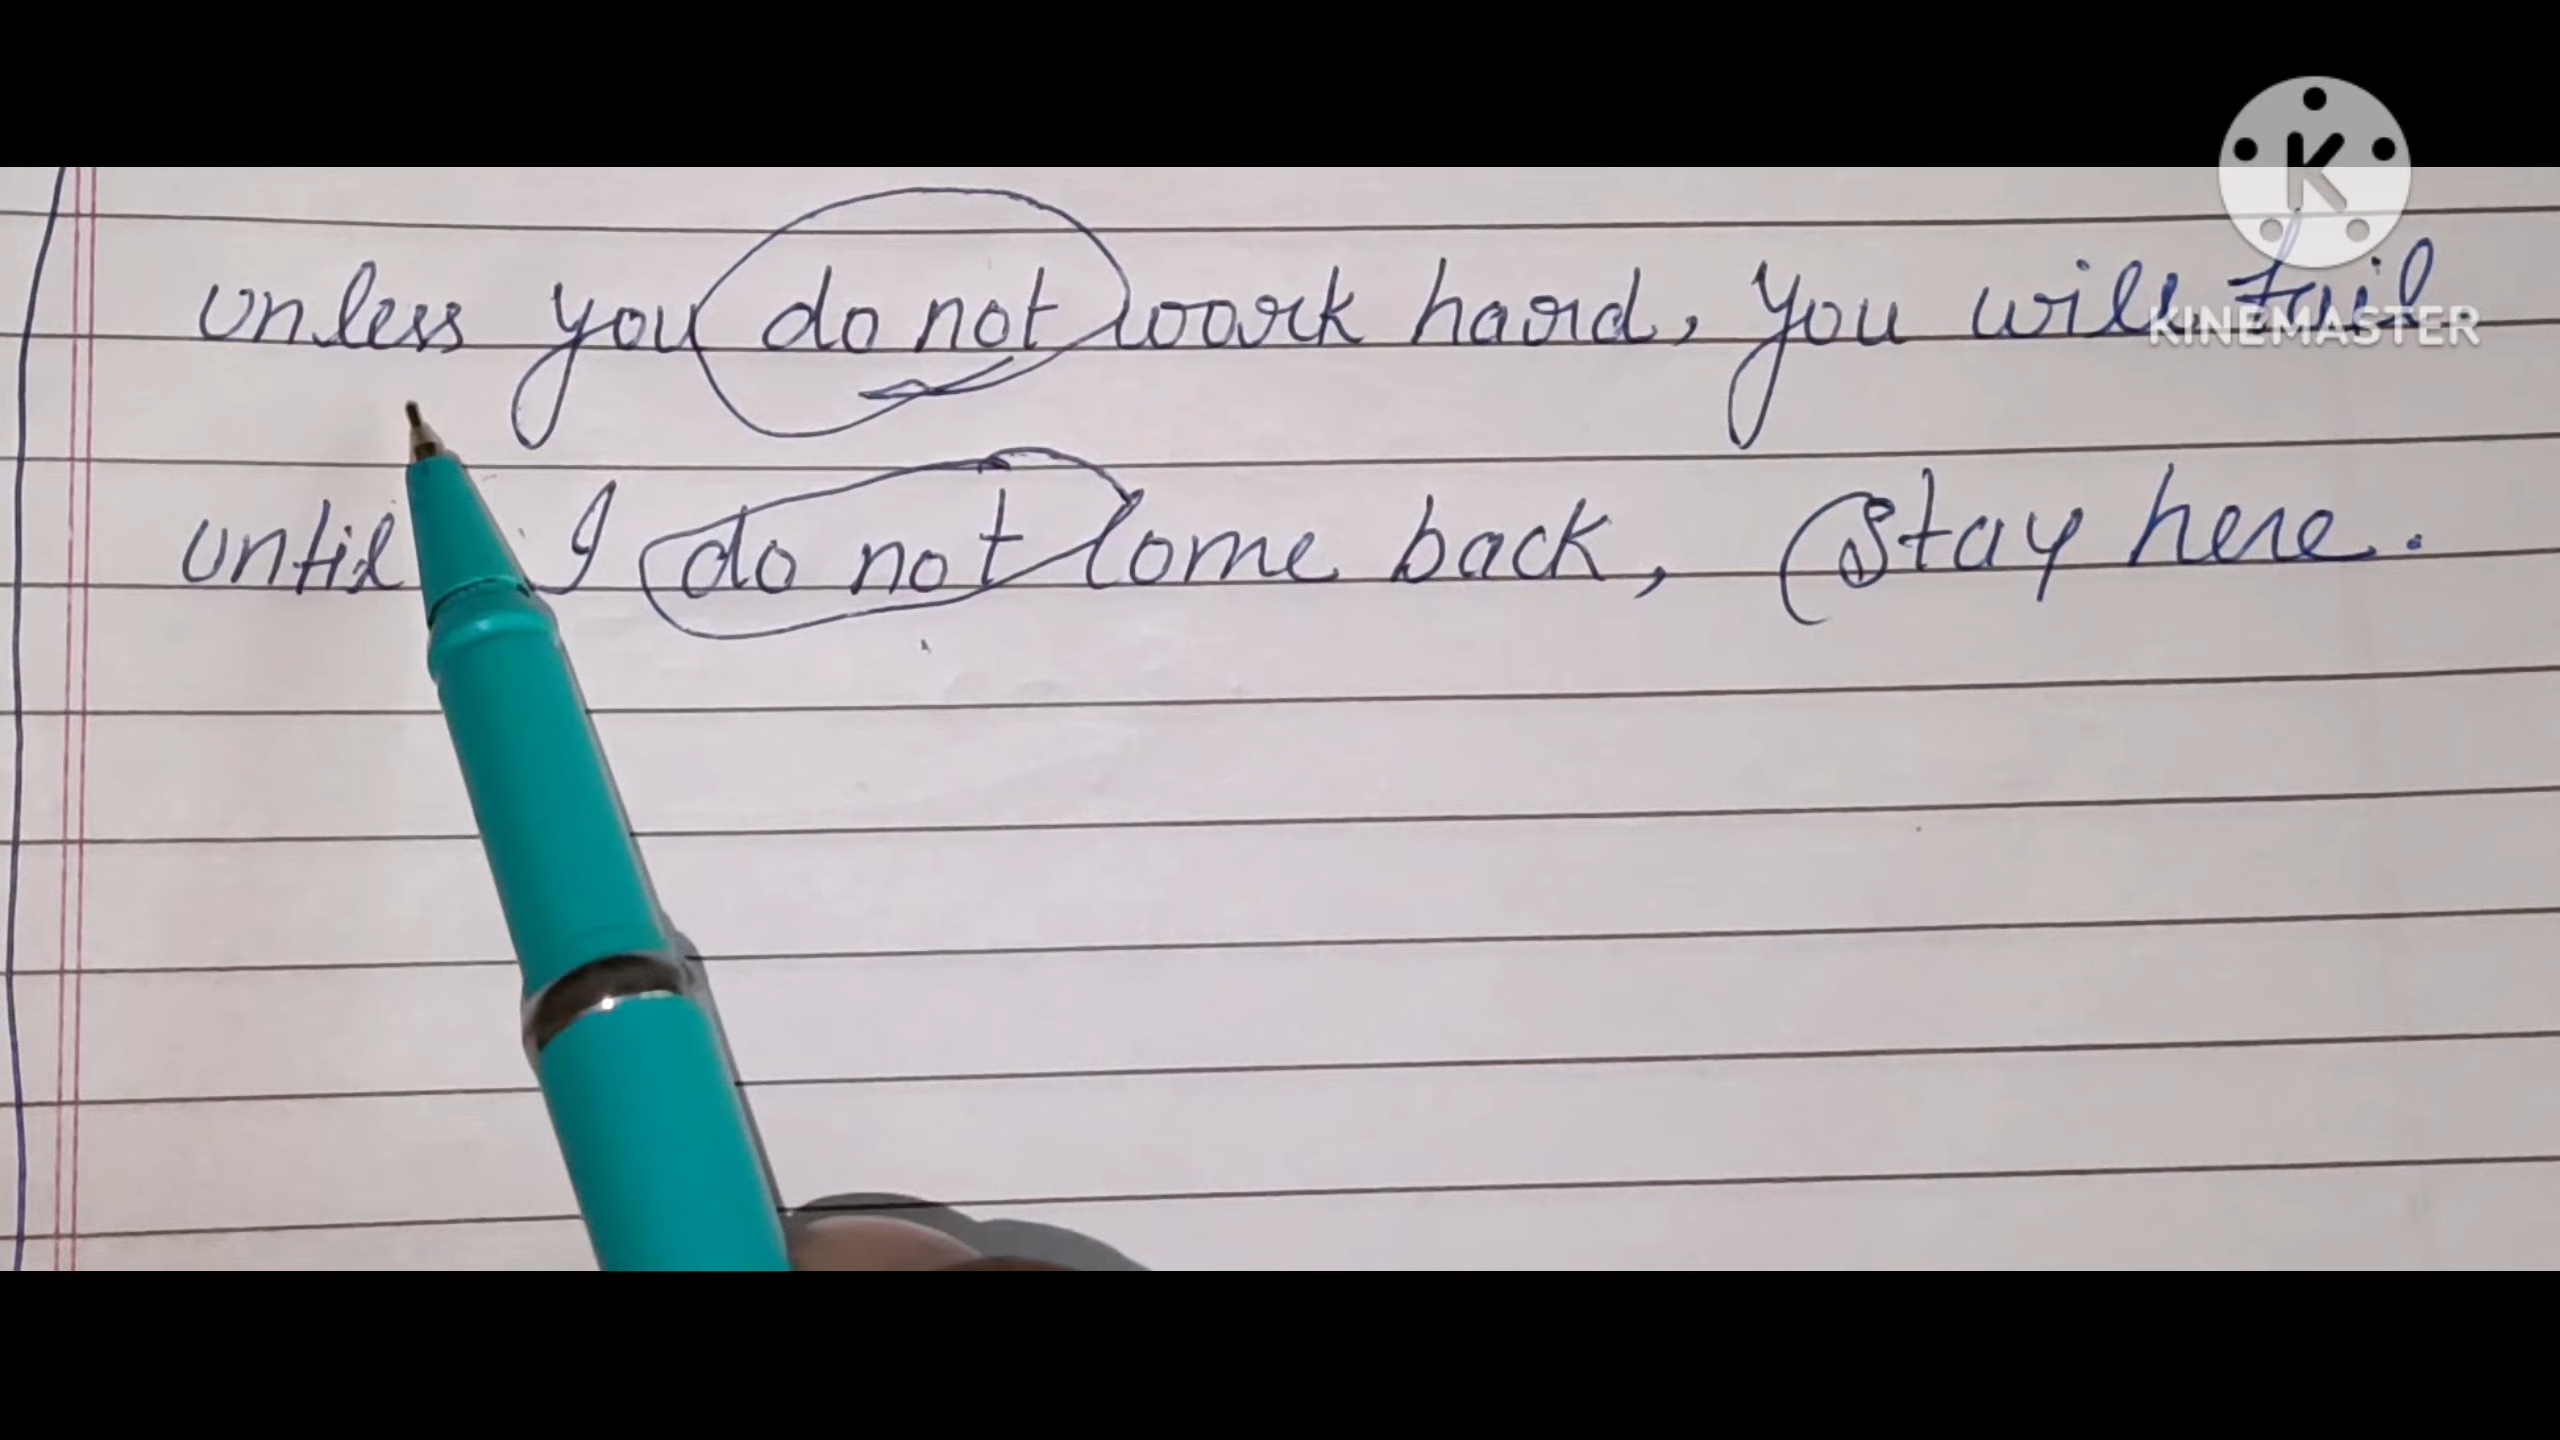 K
unless you do not work hard, you will fail
KINEMASTER
until I do not come back, stay here.